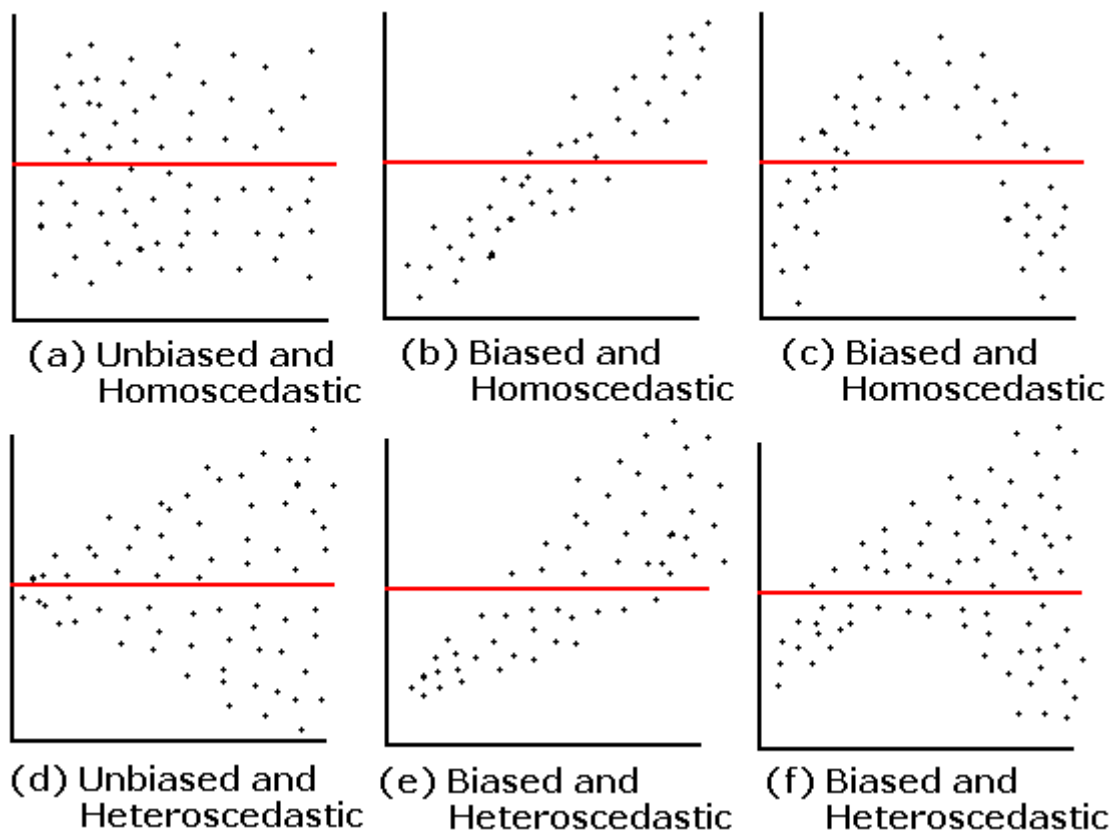 (a) Unbiased and
Homoscedastic
(b) Biased and
Homoscedastic
(c) Biased and
Homoscedastic
(d) Unbiased and
Heteroscedastic
(e) Biased and
Heteroscedastic
(f) Biased and
Heteroscedastic